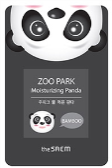 ZOO PARK
Moisturizing Panda
BAMBOO
the SAEM